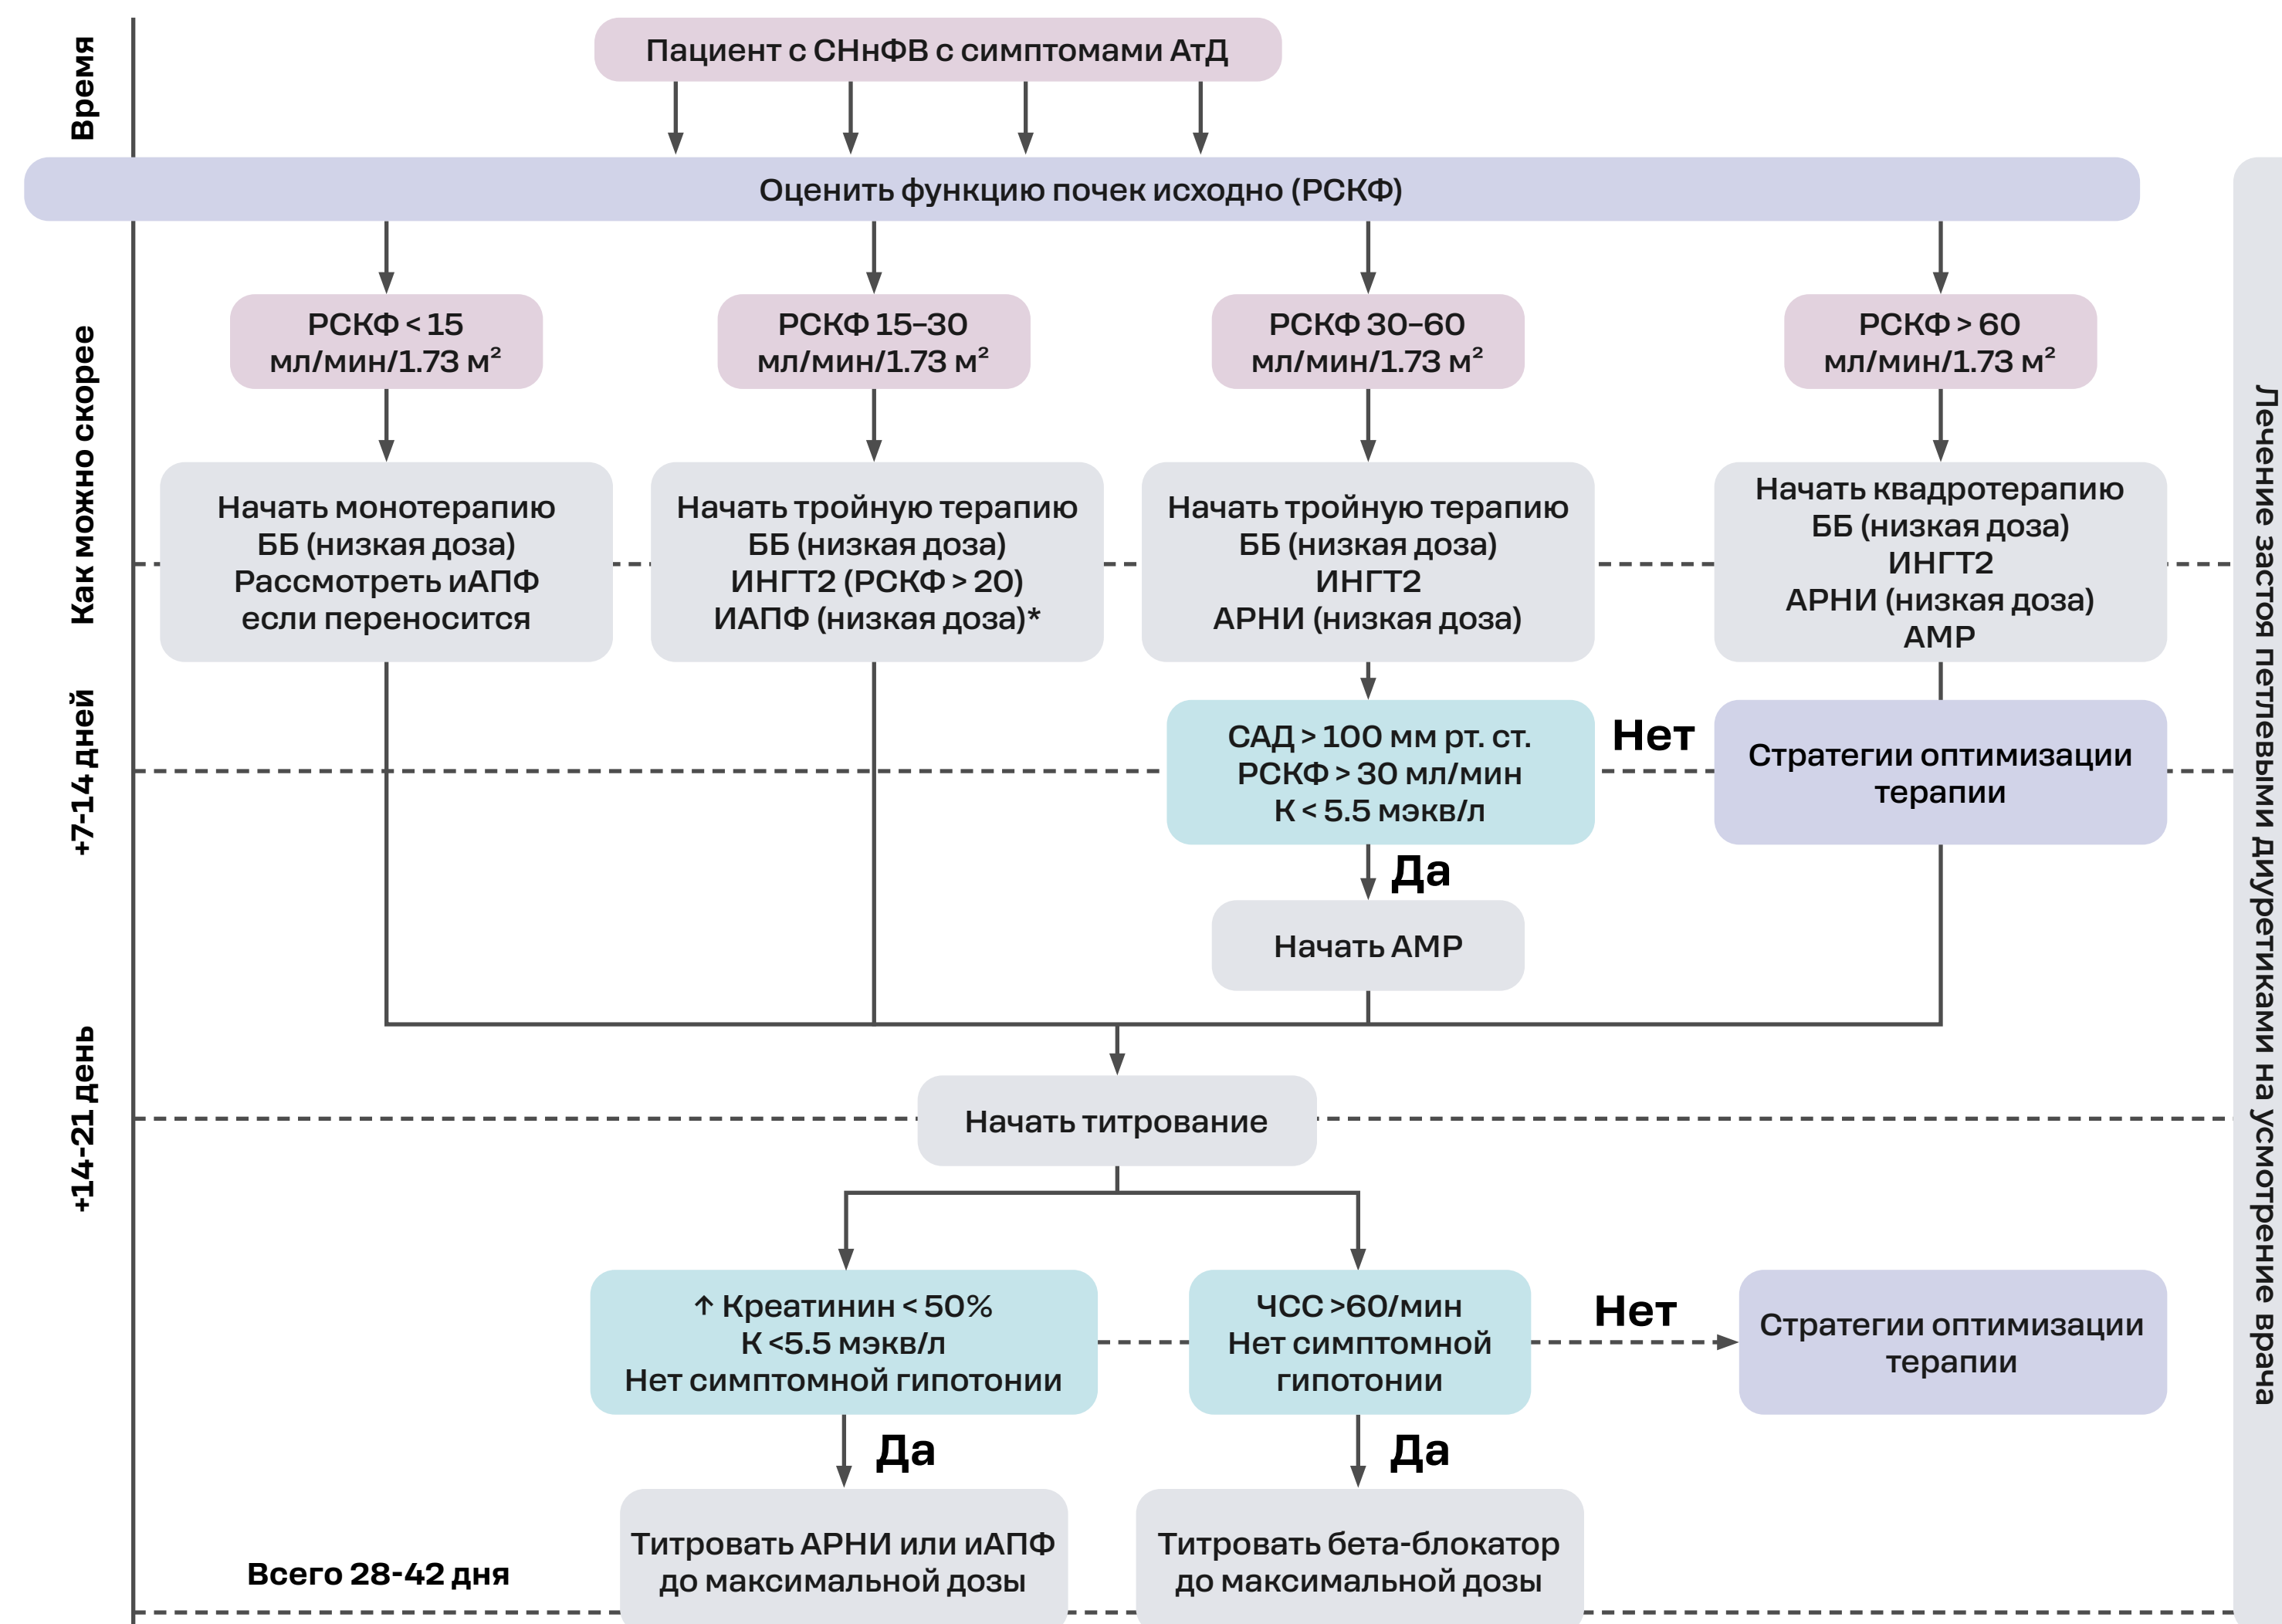 Время
Пациент с СНнФВ с симптомами АтД
Оценить функцию почек исходно (РСКФ)
Как можно скорее
РСКФ < 15
мл/мин/1.73 м²
РСКФ 15–30
мл/мин/1.73 м²
РСКФ 30–60
мл/мин/1.73 м²
РСКФ > 60
мл/мин/1.73 м²
Начать монотерапию
ББ (низкая доза)
Рассмотреть иАПФ
если переносится
Начать тройную терапию
ББ (низкая доза)
ИНГТ2 (РСКФ > 20)
ИАПФ (низкая доза)*
Начать тройную терапию
ББ (низкая доза)
ИНГТ2
АРНИ (низкая доза)
Начать квадротерапию
ББ (низкая доза)
ИНГТ2
АРНИ (низкая доза)
АМР
+7-14 дней
САД > 100 мм рт. ст.
РСКФ > 30 мл/мин
К < 5.5 мэкв/л
Нет
Стратегии оптимизации
терапии
Да
Начать АМР
+14-21 день
Начать титрование
↑ Креатинин < 50%
К <5.5 мэкв/л
Нет симптомной гипотонии
ЧСС >60/мин
Нет симптомной
гипотонии
Нет
Стратегии оптимизации
терапии
Да
Да
Титровать АРНИ или иАПФ
до максимальной дозы
Титровать бета-блокатор
до максимальной дозы
Всего 28-42 дня
Лечение застоя петлевыми диуретиками на усмотрение врача